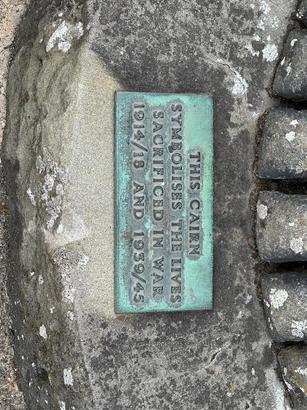 THIS CAIRN
SYMBOLISES THE LIVES
SACRIFICED IN WAR
1914/18 AND 1939/45